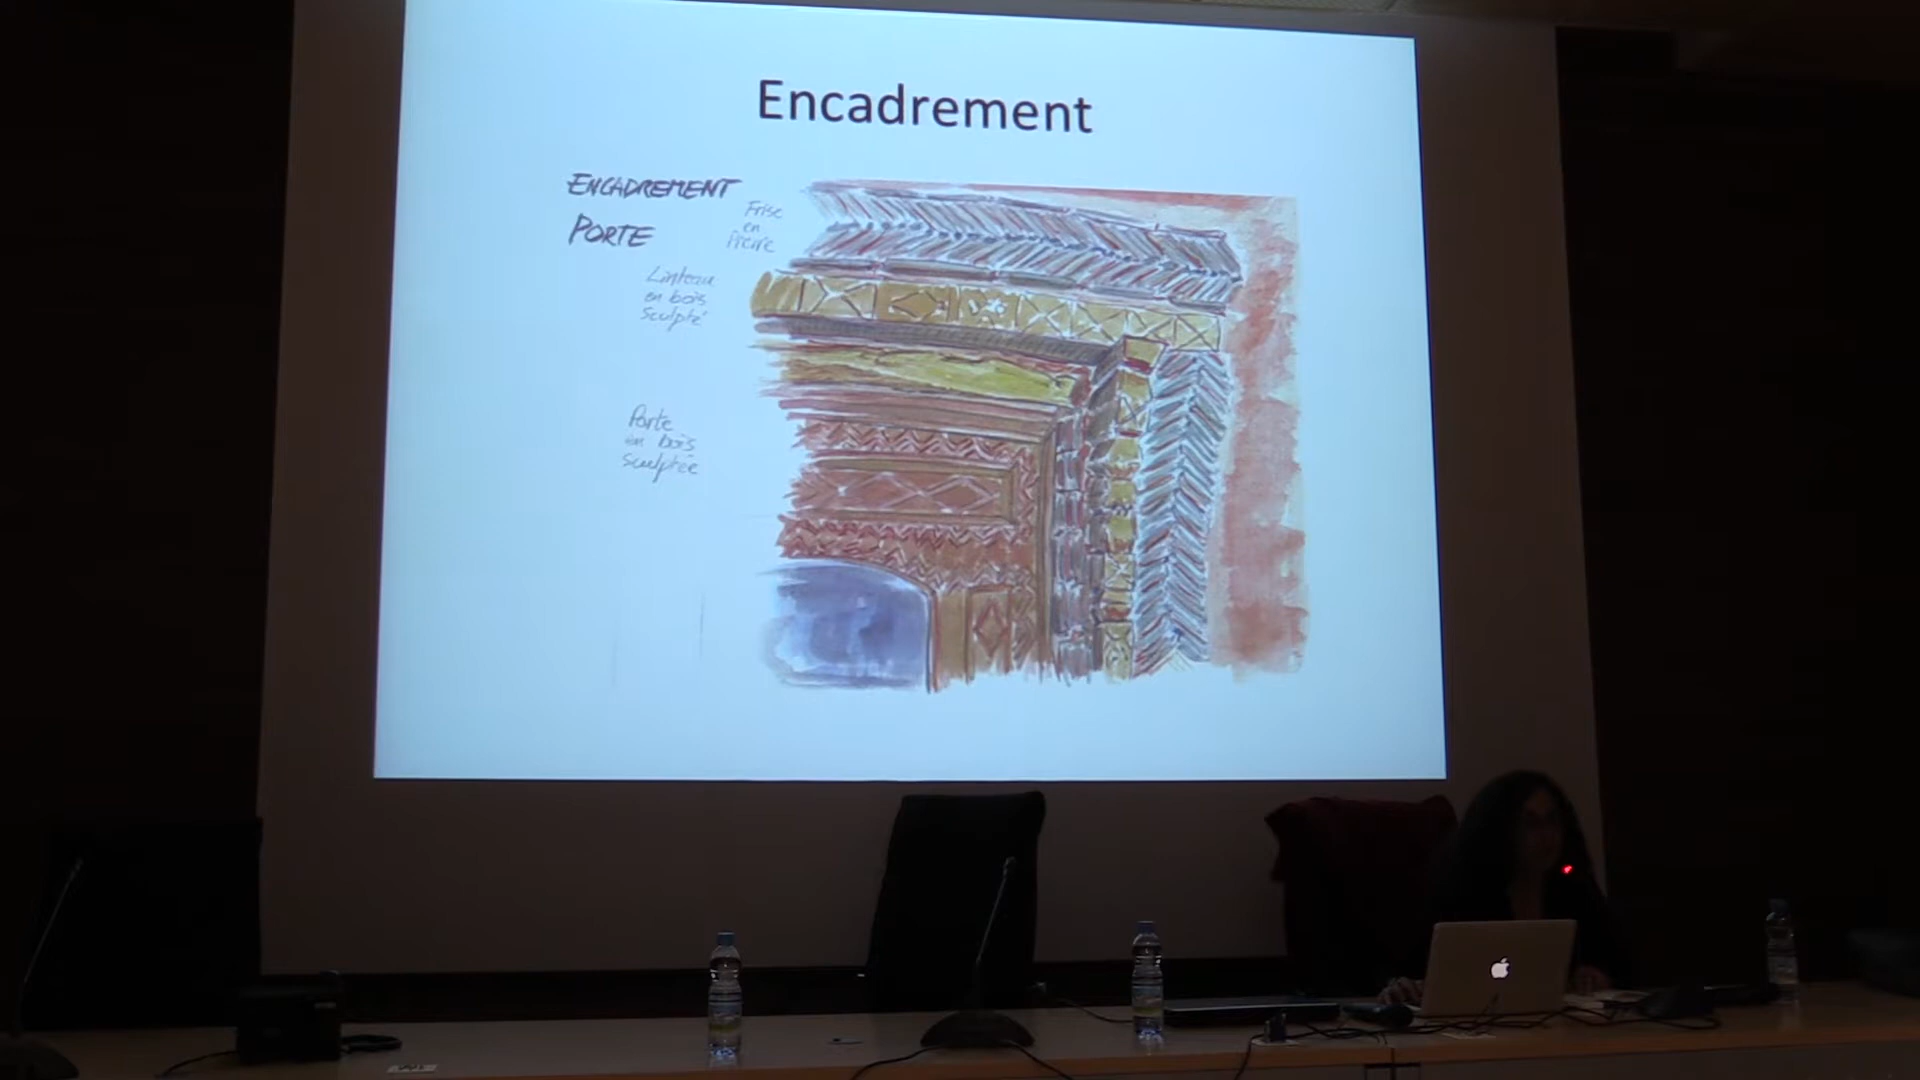 Encadrement
ENCADREMENT
PORTE
Frise
en
Pierre
Linteau
en bois
Sculpté
Porte
en bois
sculptée